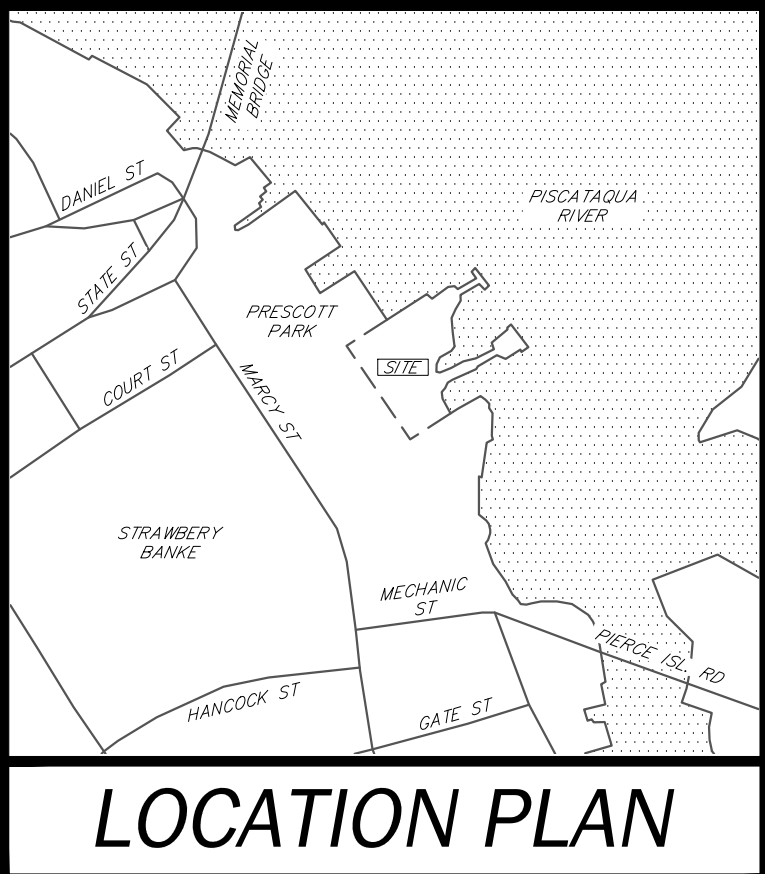 MEMORIAL
BRIDGE
DANIEL ST
PISCATAQUA
RIVER
STATE ST
PRESCOTT
PARK
SITE
COURT ST
MARCY ST
STRAWBERY
BANKE
MECHANIC
ST
PIERCE ISL. RD
HANCOCK ST
GATE ST
LOCATION PLAN